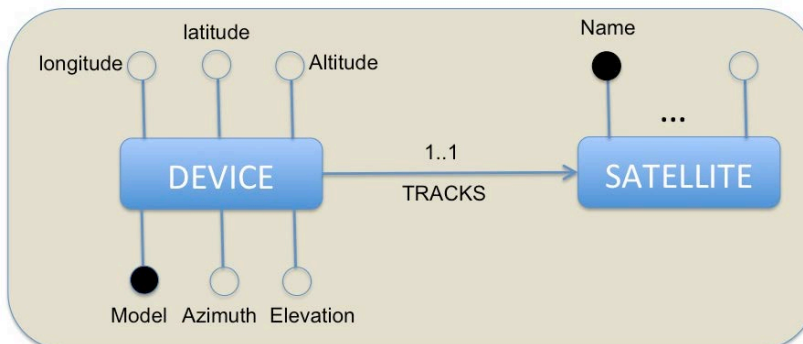 longitude
latitude
Altitude
Name
...
DEVICE
1..1
TRACKS
SATELLITE
Model
Azimuth
Elevation